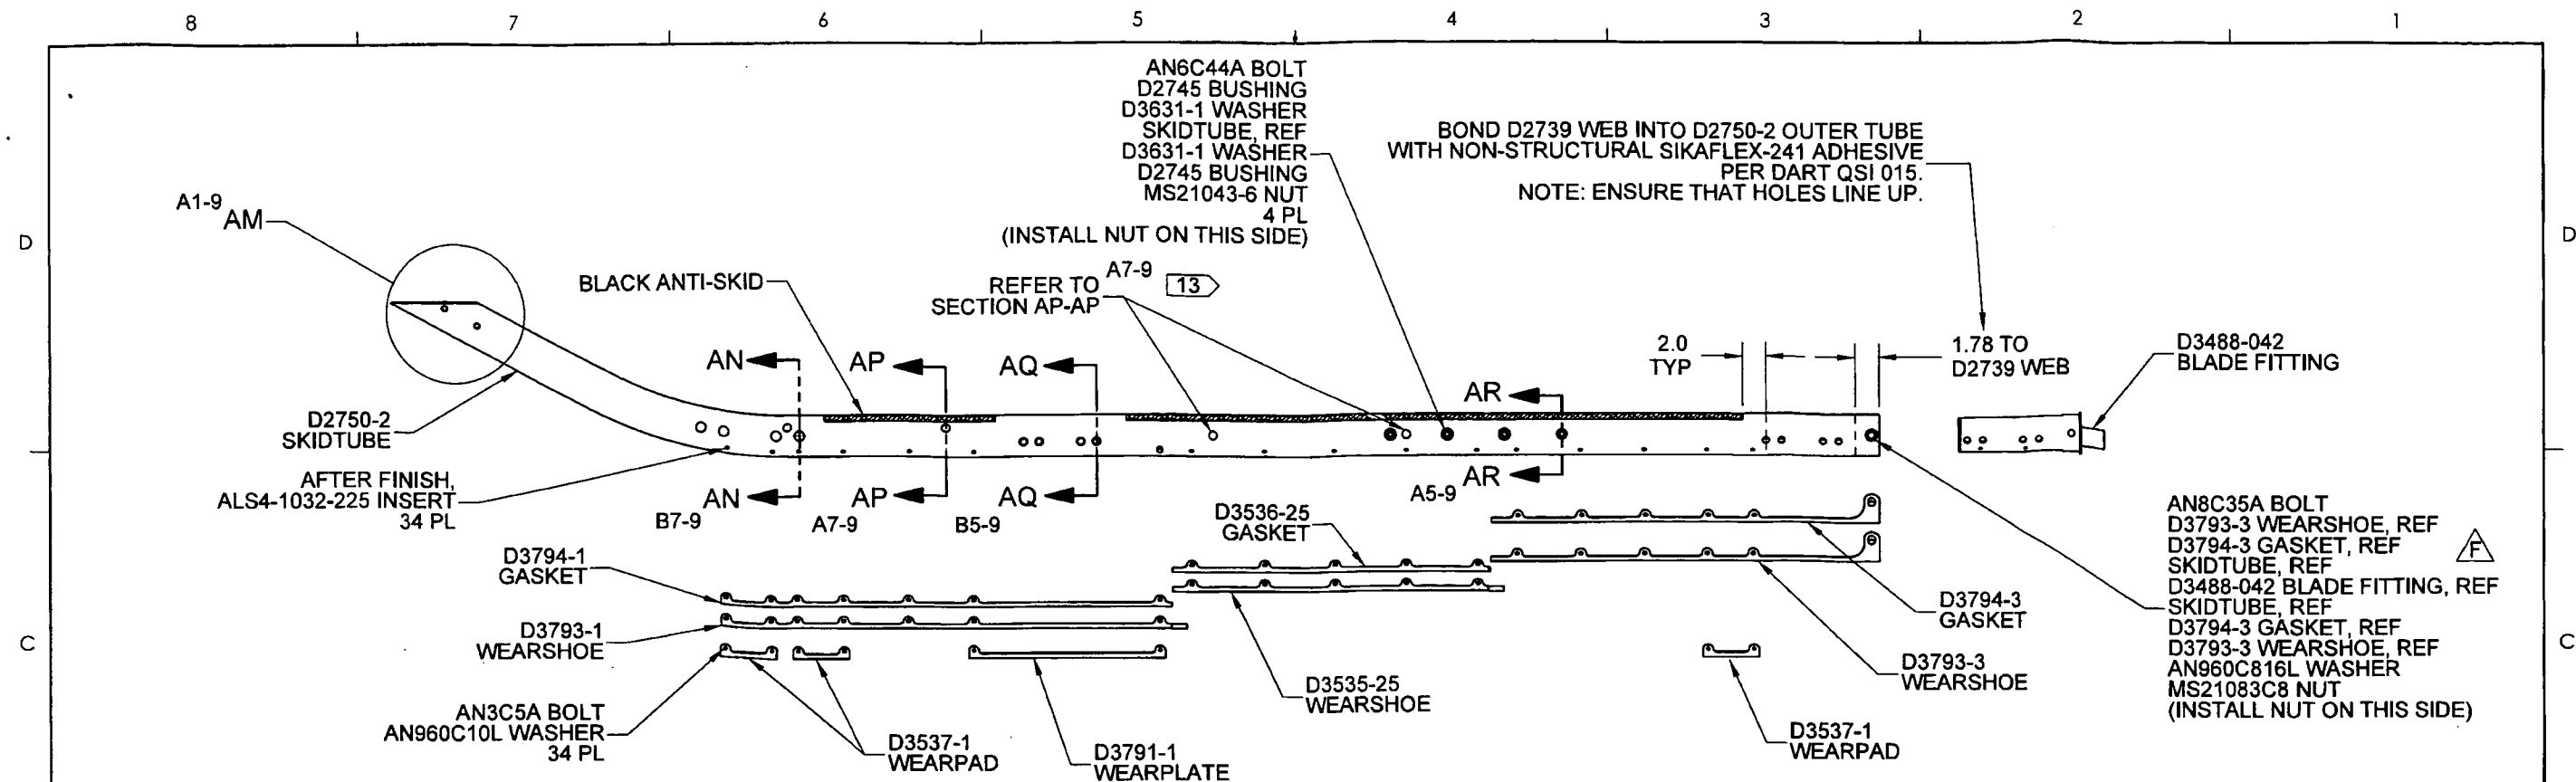 8 7 6 5 4 3 2 1
AN6C44A BOLT
D2745 BUSHING
D3631-1 WASHER
SKIDTUBE, REF
D3631-1 WASHER
D2745 BUSHING
MS21043-6 NUT
4 PL
(INSTALL NUT ON THIS SIDE)
BOND D2739 WEB INTO D2750-2 OUTER TUBE
WITH NON-STRUCTURAL SIKAFLEX-241 ADHESIVE
PER DART QSI 015.
NOTE: ENSURE THAT HOLES LINE UP.
A1-9
AM
D
D
BLACK ANTI-SKID
REFER TO
SECTION AP-AP
A7-9
13
AN
AP
AQ
AR
2.0
TYP
1.78 TO
D2739 WEB
D3488-042
BLADE FITTING
D2750-2
SKIDTUBE
AFTER FINISH,
ALS4-1032-225 INSERT
34 PL
AN
AP
AQ
AR
B7-9
A7-9
B5-9
A5-9
D3536-25
GASKET
D3794-1
GASKET
D3793-1
WEARSHOE
AN3C5A BOLT
AN960C10L WASHER
34 PL
D3537-1
WEARPAD
D3791-1
WEARPLATE
D3535-25
WEARSHOE
D3794-3
GASKET
D3793-3
WEARSHOE
D3537-1
WEARPAD
AN8C35A BOLT
D3793-3 WEARSHOE, REF
D3794-3 GASKET, REF
SKIDTUBE, REF
D3488-042 BLADE FITTING, REF
SKIDTUBE, REF
D3794-3 GASKET, REF
D3793-3 WEARSHOE, REF
AN960C816L WASHER
MS21083C8 NUT
(INSTALL NUT ON THIS SIDE)
F
C
C